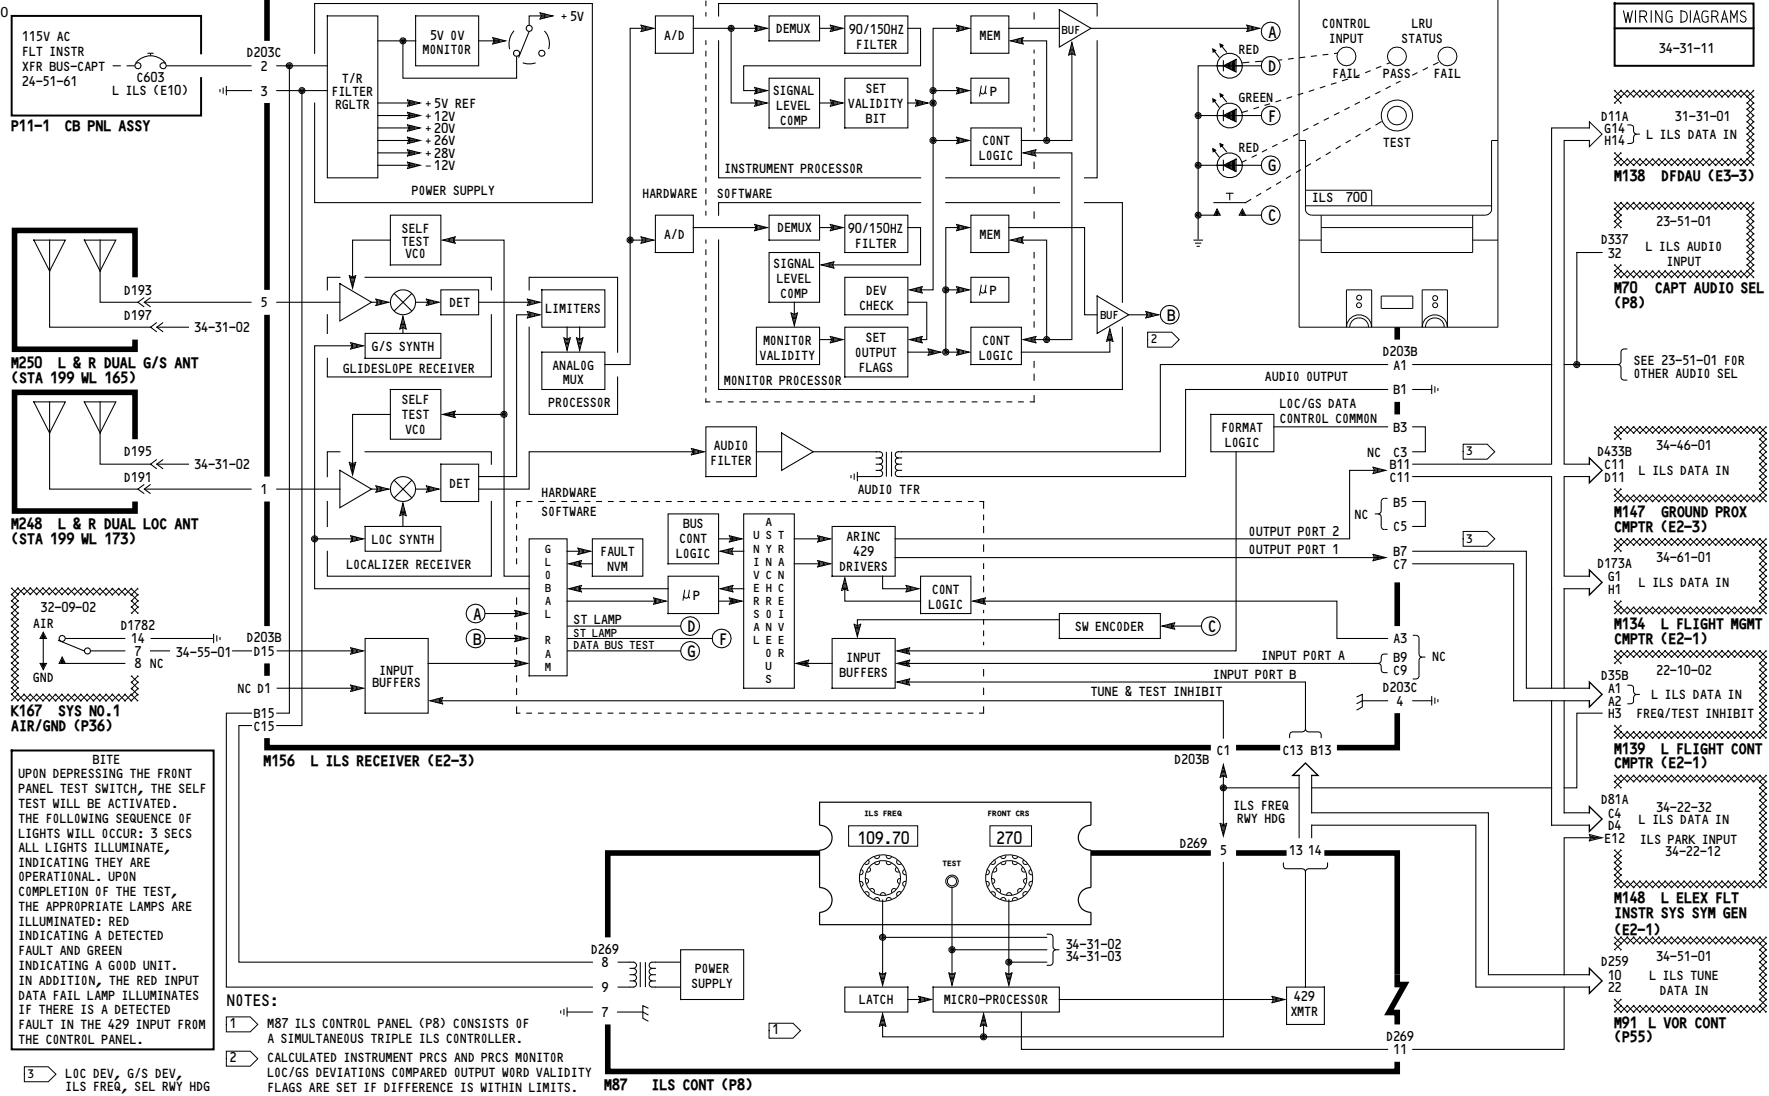 0
115V AC
FLT INSTR
XFR BUS-CAPT
24-51-61
C603
L ILS (E10)
P11-1 CB PNL ASSY
D203C
2
3
T/R
FILTER
RGLTR
5V OV
MONITOR
+5V
+5V REF
+12V
+20V
+26V
+28V
-12V
POWER SUPPLY
A/D
DEMUX
90/150HZ
FILTER
SIGNAL
LEVEL
COMP
SET
VALIDITY
BIT
MEM
μP
CONT
LOGIC
BUF
INSTRUMENT PROCESSOR
HARDWARE
SOFTWARE
A
RED
D
GREEN
F
RED
G
C
CONTROL
INPUT
LRU
STATUS
FAIL
PASS
FAIL
TEST
ILS 700
WIRING DIAGRAMS
34-31-11
D11A
G14
H14
31-31-01
L ILS DATA IN
M138 DFDAU (E3-3)
D337
32
23-51-01
L ILS AUDIO
INPUT
M70 CAPT AUDIO SEL
(P8)
A/D
DEMUX
90/150HZ
FILTER
SIGNAL
LEVEL
COMP
DEV
CHECK
MONITOR
VALIDITY
SET
OUTPUT
FLAGS
MEM
μP
CONT
LOGIC
BUF
B
2
MONITOR PROCESSOR
SELF
TEST
VCO
DET
G/S SYNTH
GLIDESLOPE RECEIVER
LIMITERS
ANALOG
MUX
PROCESSOR
D193
5
D197
34-31-02
M250 L & R DUAL G/S ANT
(STA 199 WL 165)
SELF
TEST
VCO
DET
LOC SYNTH
LOCALIZER RECEIVER
D195
34-31-02
D191
1
M248 L & R DUAL LOC ANT
(STA 199 WL 173)
AUDIO
FILTER
AUDIO TFR
AUDIO OUTPUT
LOC/GS DATA
CONTROL COMMON
FORMAT
LOGIC
D203B
A1
B1
B3
NC C3
B11
C11
NC
B5
C5
B7
C7
3
3
SEE 23-51-01 FOR
OTHER AUDIO SEL
D433B
C11
D11
34-46-01
L ILS DATA IN
M147 GROUND PROX
CMPTR (E2-3)
D173A
G1
H1
34-61-01
L ILS DATA IN
M134 L FLIGHT MGMT
CMPTR (E2-1)
D35B
A1
A2
H3
22-10-02
L ILS DATA IN
FREQ/TEST INHIBIT
M139 L FLIGHT CONT
CMPTR (E2-1)
HARDWARE
SOFTWARE
GLOBAL RAM
FAULT
NVM
BUS
CONT
LOGIC
μP
UNIVERSAL
ASYNCHRONEOUS
TRANCEIVER
ARINC
429
DRIVERS
CONT
LOGIC
OUTPUT PORT 2
OUTPUT PORT 1
A
B
ST LAMP
D
ST LAMP
F
DATA BUS TEST
G
SW ENCODER
C
INPUT
BUFFERS
INPUT
BUFFERS
INPUT PORT A
INPUT PORT B
TUNE & TEST INHIBIT
A3
B9
C9
NC
D203C
4
32-09-02
AIR
GND
D1782
14
7
8 NC
34-55-01
D203B
D15
NC D1
B15
C15
K167 SYS NO.1
AIR/GND (P36)
M156 L ILS RECEIVER (E2-3)
D203B
C1
C13 B13
BITE
UPON DEPRESSING THE FRONT
PANEL TEST SWITCH, THE SELF
TEST WILL BE ACTIVATED.
THE FOLLOWING SEQUENCE OF
LIGHTS WILL OCCUR: 3 SECS
ALL LIGHTS ILLUMINATE,
INDICATING THEY ARE
OPERATIONAL. UPON
COMPLETION OF THE TEST,
THE APPROPRIATE LAMPS ARE
ILLUMINATED: RED
INDICATING A DETECTED
FAULT AND GREEN
INDICATING A GOOD UNIT.
IN ADDITION, THE RED INPUT
DATA FAIL LAMP ILLUMINATES
IF THERE IS A DETECTED
FAULT IN THE 429 INPUT FROM
THE CONTROL PANEL.
3 LOC DEV, G/S DEV,
ILS FREQ, SEL RWY HDG
NOTES:
1 M87 ILS CONTROL PANEL (P8) CONSISTS OF
A SIMULTANEOUS TRIPLE ILS CONTROLLER.
2 CALCULATED INSTRUMENT PRCS AND PRCS MONITOR
LOC/GS DEVIATIONS COMPARED OUTPUT WORD VALIDITY
FLAGS ARE SET IF DIFFERENCE IS WITHIN LIMITS.
D269
8
9
7
POWER
SUPPLY
ILS FREQ
109.70
TEST
FRONT CRS
270
34-31-02
34-31-03
LATCH
MICRO-PROCESSOR
429
XMTR
1
ILS FREQ
RWY HDG
D269
5
13 14
D269
11
M87 ILS CONT (P8)
D81A
C4
D4
E12
34-22-32
L ILS DATA IN
ILS PARK INPUT
34-22-12
M148 L ELEX FLT
INSTR SYS SYM GEN
(E2-1)
D259
10
22
34-51-01
L ILS TUNE
DATA IN
M91 L VOR CONT
(P55)